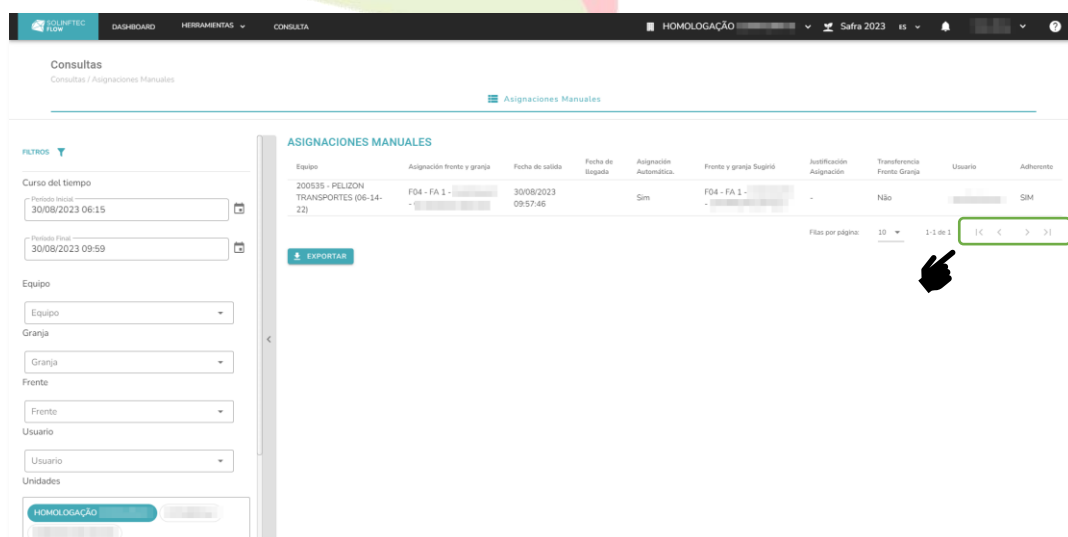 SOLINFTEC
FLOW
DASHBOARD
HERRAMIENTAS
CONSULTA
HOMOLOGAÇÃO
Safra 2023
ES
Consultas
Consultas / Asignaciones Manuales
Asignaciones Manuales
FILTROS
Curso del tiempo
Período Inicial
30/08/2023 06:15
Período Final
30/08/2023 09:59
Equipo
Equipo
Granja
Granja
Frente
Frente
Usuario
Usuario
Unidades
HOMOLOGAÇÃO
ASIGNACIONES MANUALES
Equipo Asignación frente y granja Fecha de salida Fecha de llegada Asignación Automática. Frente y granja Sugirió Justificación Asignación Transferencia Frente Granja Usuario Adherente
200535 - PELIZON TRANSPORTES (06-14-22) F04 - FA 1 - - 30/08/2023 09:57:46 Sim F04 - FA 1 - - - Não SIM
Filas por página: 10 1-1 de 1
EXPORTAR